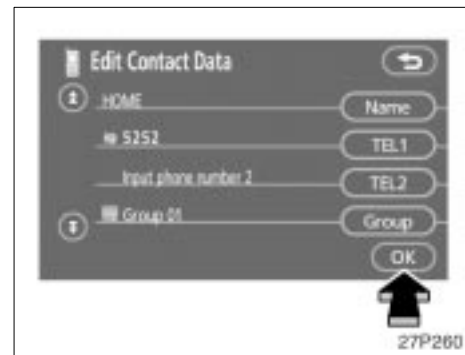 Edit Contact Data
HOME
Name
5252
TEL1
Input phone number 2
TEL2
Group 01
Group
OK
27P260